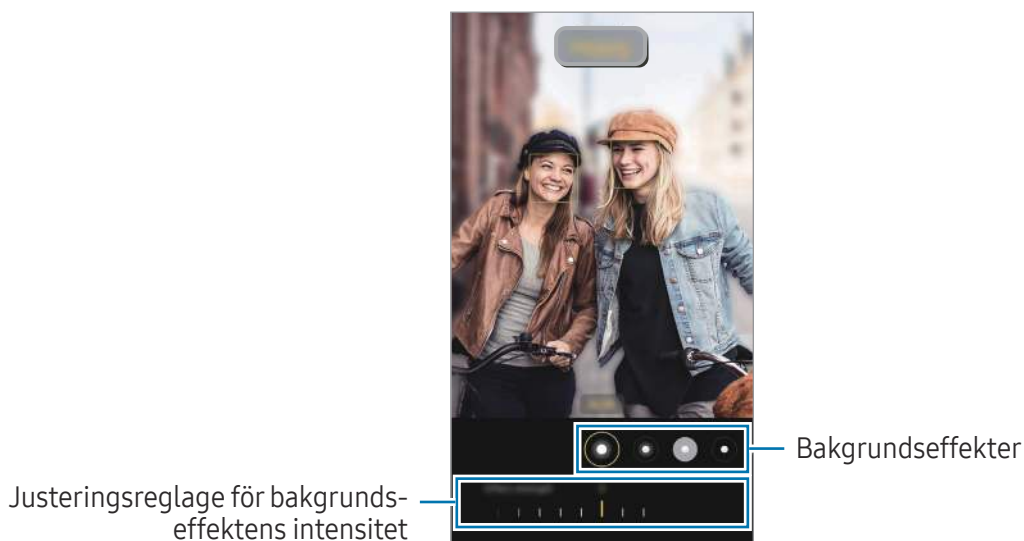 Bakgrundseffekter
Justeringsreglage för bakgrunds-
effektens intensitet